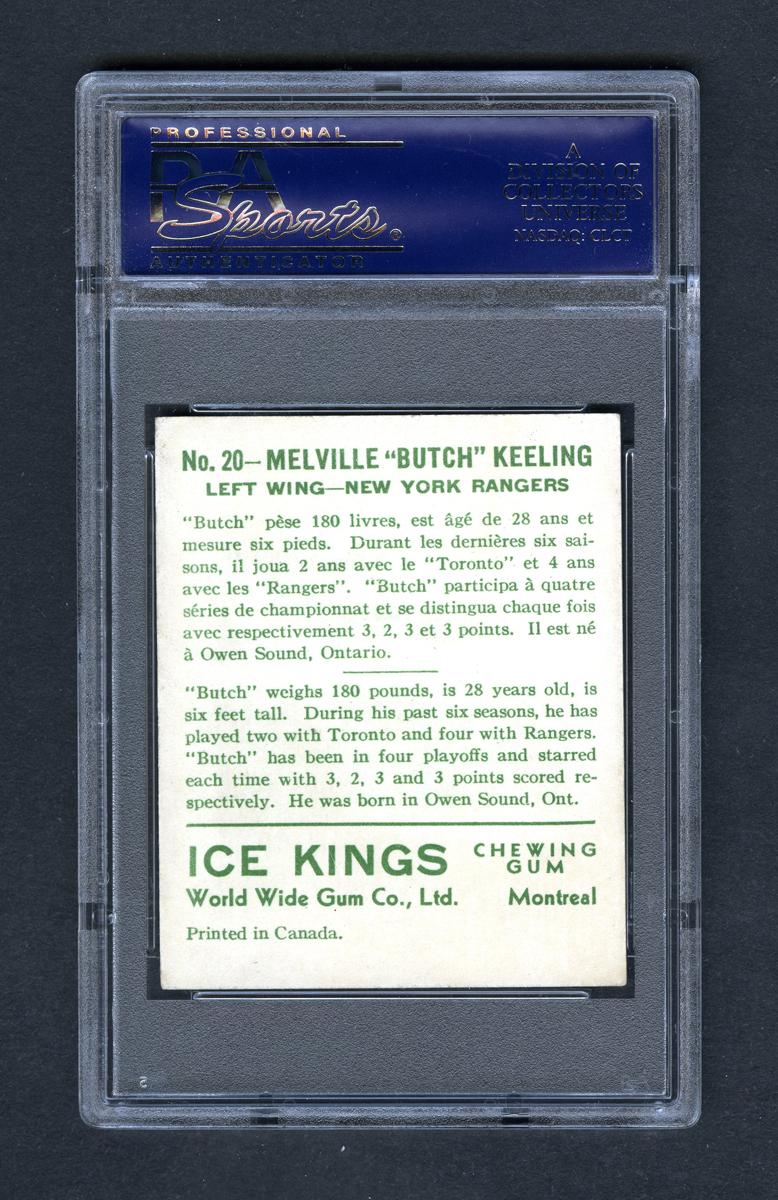 PROFESSIONAL
PSA
Sports®
AUTHENTICATOR
A
DIVISION OF
COLLECTORS
UNIVERSE
NASDAQ: CLCT
No. 20—MELVILLE "BUTCH" KEELING
LEFT WING—NEW YORK RANGERS
"Butch" pèse 180 livres, est âgé de 28 ans et
mesure six pieds. Durant les dernières six sai-
sons, il joua 2 ans avec le "Toronto" et 4 ans
avec les "Rangers". "Butch" participa à quatre
séries de championnat et se distingua chaque fois
avec respectivement 3, 2, 3 et 3 points. Il est né
à Owen Sound, Ontario.
"Butch" weighs 180 pounds, is 28 years old, is
six feet tall. During his past six seasons, he has
played two with Toronto and four with Rangers.
"Butch" has been in four playoffs and starred
each time with 3, 2, 3 and 3 points scored re-
spectively. He was born in Owen Sound, Ont.
ICE KINGS CHEWING
GUM
World Wide Gum Co., Ltd. Montreal
Printed in Canada.